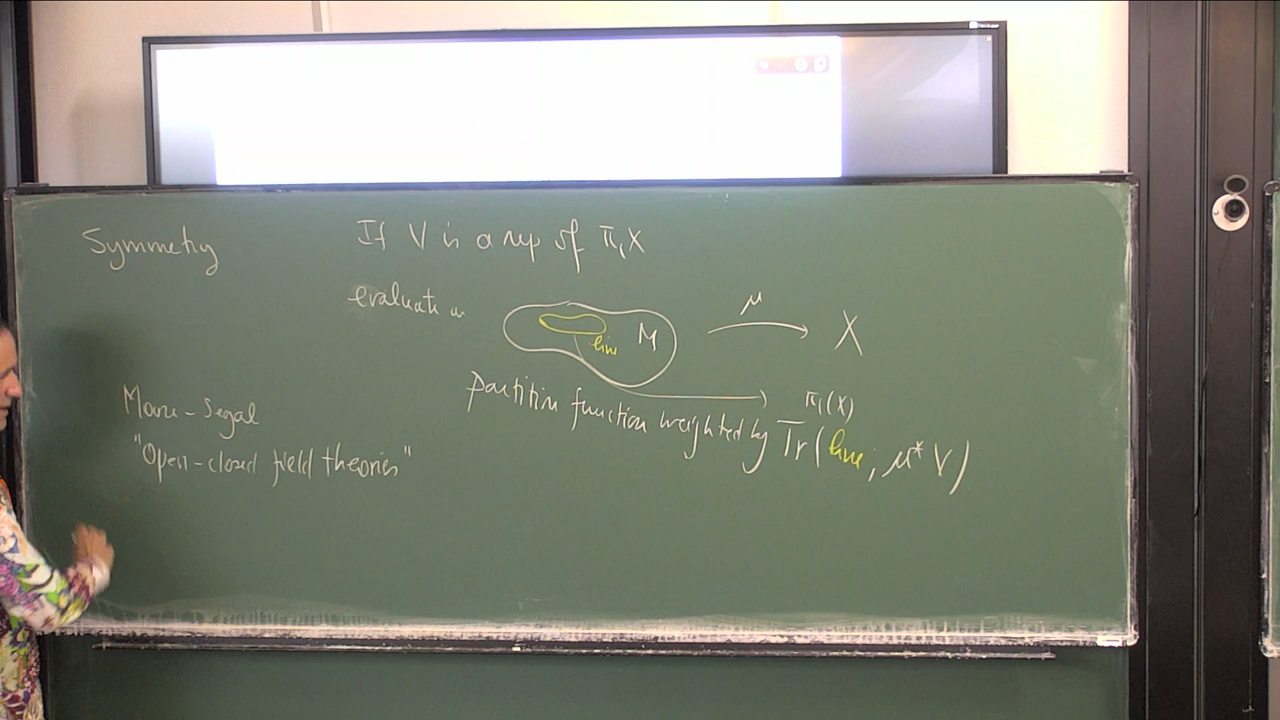 Symmetry
If V is a rep of π₁X
evaluate on
line
M
μ
X
partition function weighted by Tr(line; μ* V)
π₁(X)
Moore-Segal
"Open-closed field theories"